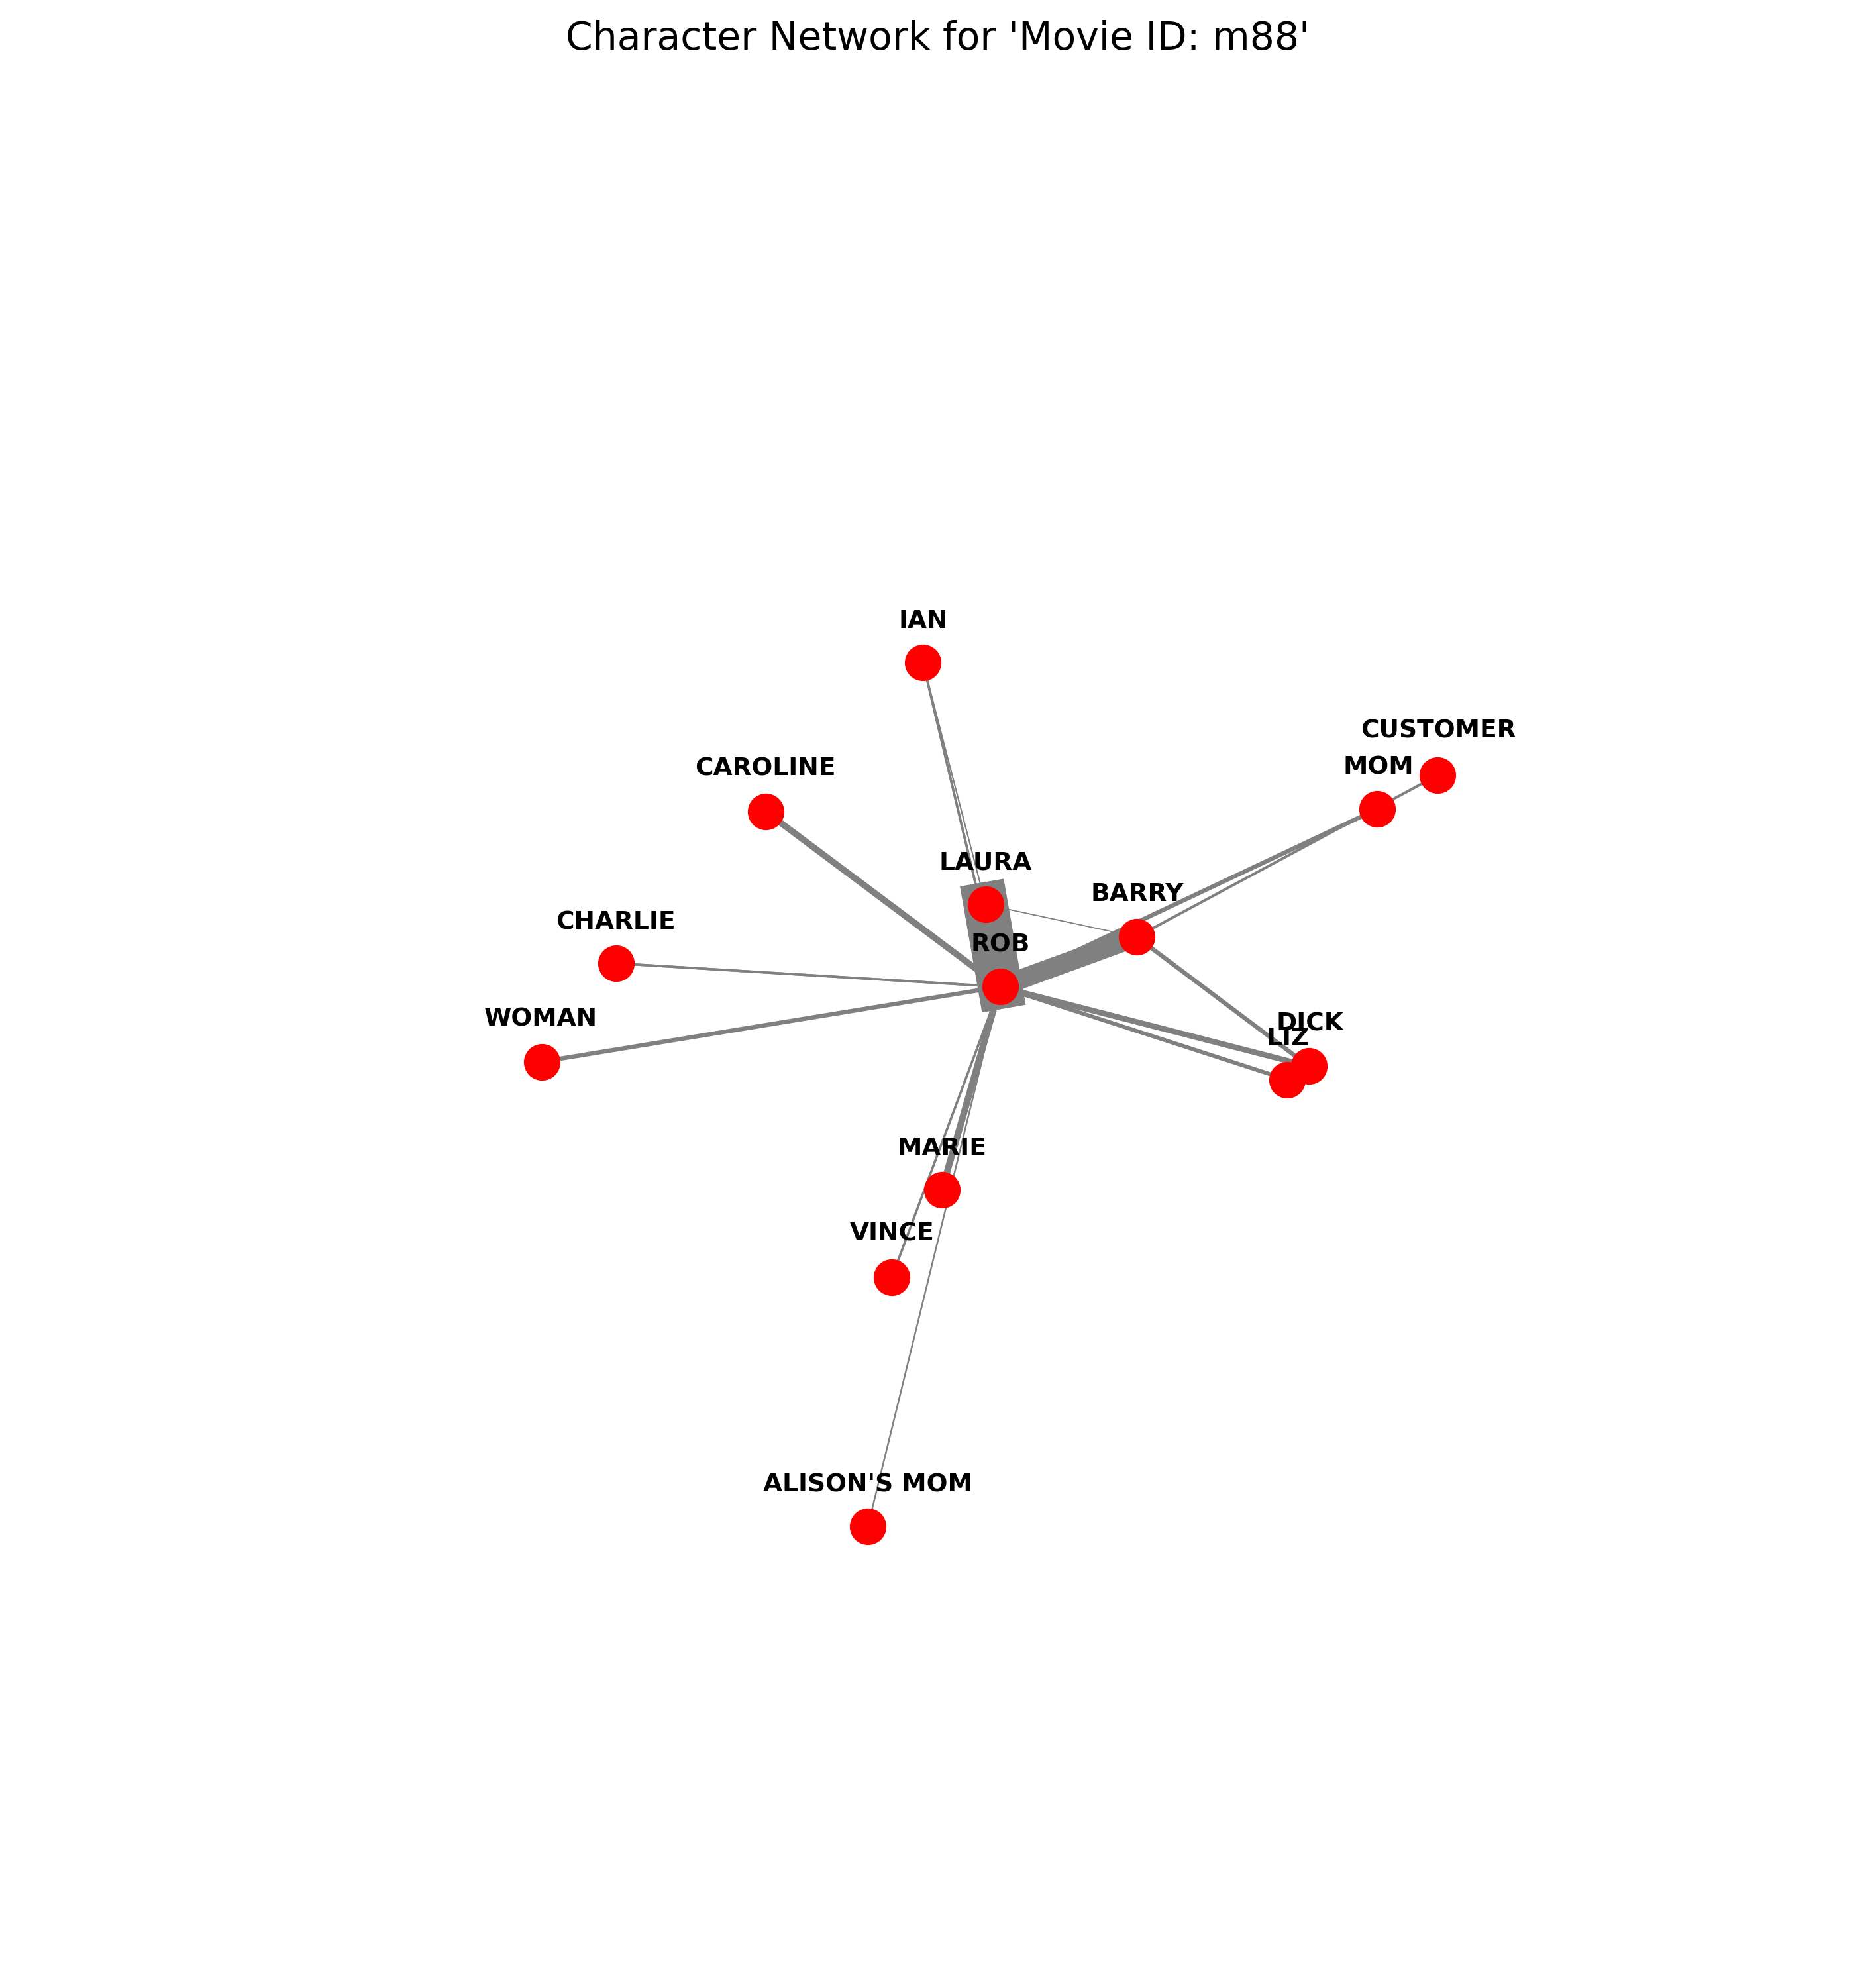 Character Network for 'Movie ID: m88'
IAN
CUSTOMER
MOM
CAROLINE
LAURA
BARRY
CHARLIE
ROB
WOMAN
DICK
LIZ
MARIE
VINCE
ALISON'S MOM